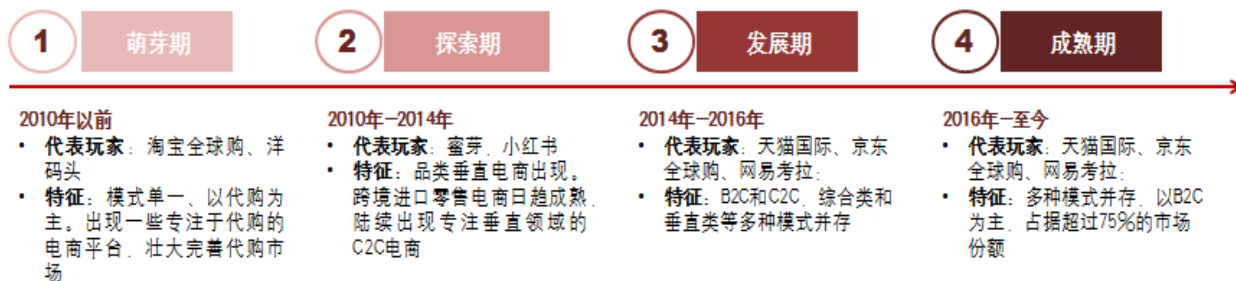 1
萌芽期
2
探索期
3
发展期
4
成熟期
2010年以前
• 代表玩家：淘宝全球购、洋
码头
• 特征：模式单一、以代购为
主。出现一些专注于代购的
电商平台，壮大完善代购市
场
2010年-2014年
• 代表玩家：蜜芽、小红书
• 特征：品类垂直电商出现。
跨境进口零售电商日趋成熟，
陆续出现专注垂直领域的
C2C电商
2014年-2016年
• 代表玩家：天猫国际、京东
全球购、网易考拉；
• 特征：B2C和C2C，综合类和
垂直类等多种模式并存
2016年-至今
• 代表玩家：天猫国际、京东
全球购、网易考拉；
• 特征：多种模式并存，以B2C
为主，占据超过75%的市场
份额